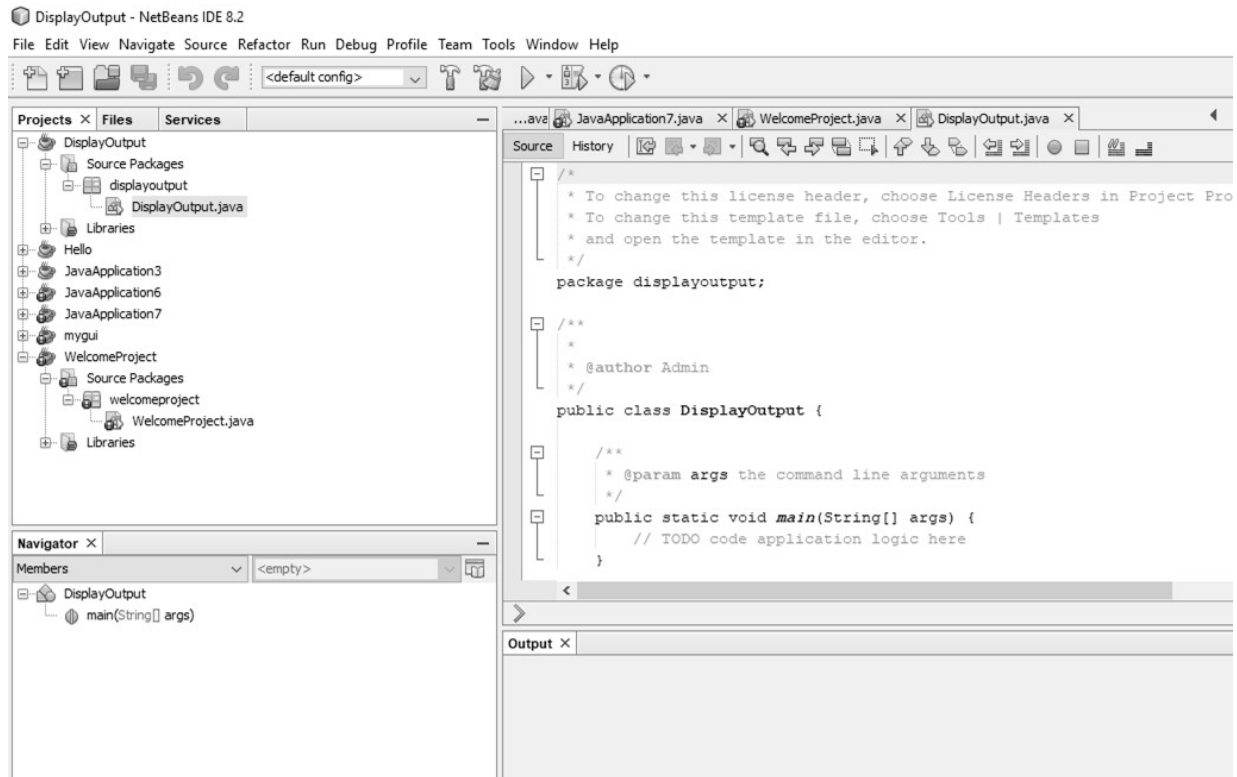 DisplayOutput - NetBeans IDE 8.2
File Edit View Navigate Source Refactor Run Debug Profile Team Tools Window Help
<default config>
Projects Files Services
DisplayOutput
Source Packages
displayoutput
DisplayOutput.java
Libraries
Hello
JavaApplication3
JavaApplication6
JavaApplication7
mygui
WelcomeProject
Source Packages
welcomeproject
WelcomeProject.java
Libraries
Navigator
Members <empty>
DisplayOutput
main(String[] args)
...ava JavaApplication7.java WelcomeProject.java DisplayOutput.java
Source History
/*
* To change this license header, choose License Headers in Project Pro
* To change this template file, choose Tools | Templates
* and open the template in the editor.
*/
package displayoutput;
/**
*
* @author Admin
*/
public class DisplayOutput {
/**
* @param args the command line arguments
*/
public static void main(String[] args) {
// TODO code application logic here
}
Output